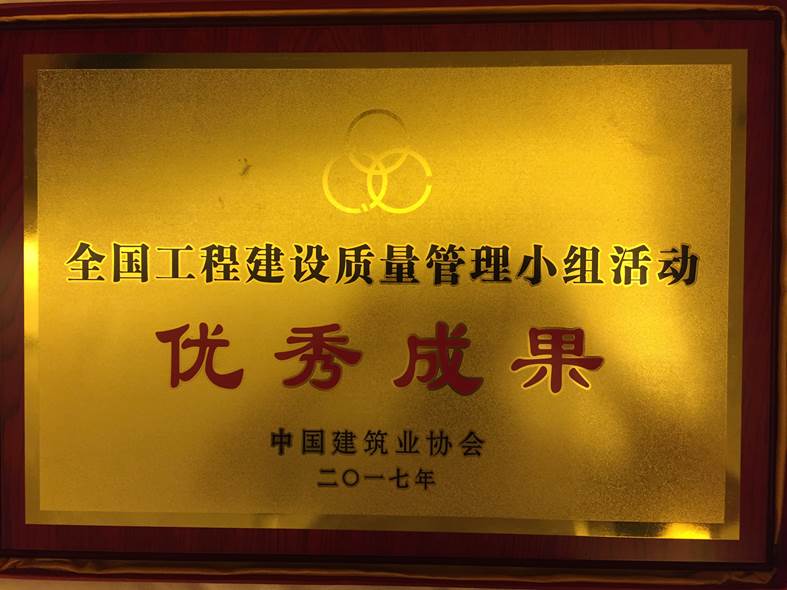 全国工程建设质量管理小组活动
优秀成果
中国建筑业协会
二〇一七年